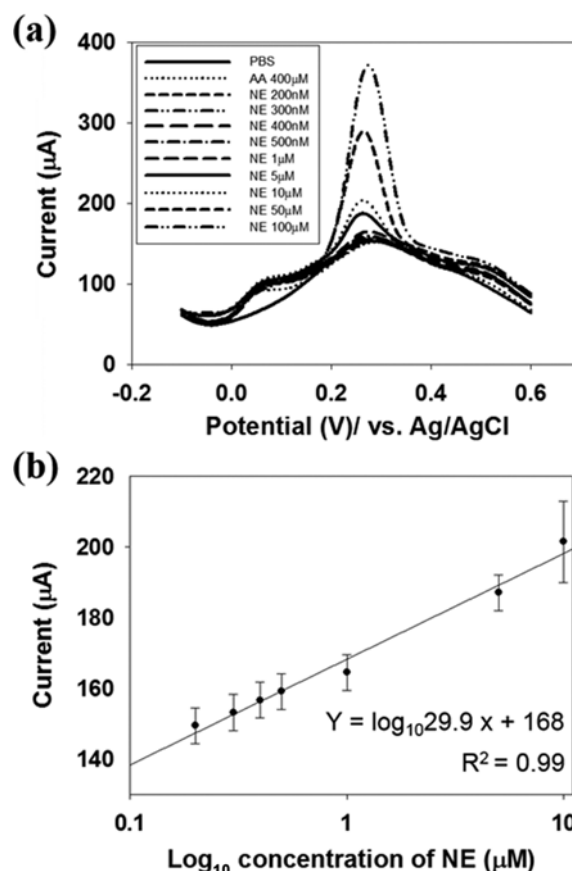 (a)
400
300
200
100
0
Current (μA)
PBS
AA 400μM
NE 200nM
NE 300nM
NE 400nM
NE 500nM
NE 1μM
NE 5μM
NE 10μM
NE 50μM
NE 100μM
-0.2 0.0 0.2 0.4 0.6
Potential (V)/ vs. Ag/AgCl
(b)
220
200
180
160
140
Current (μA)
Y = log₁₀29.9 x + 168
R² = 0.99
0.1 1 10
Log₁₀ concentration of NE (μM)